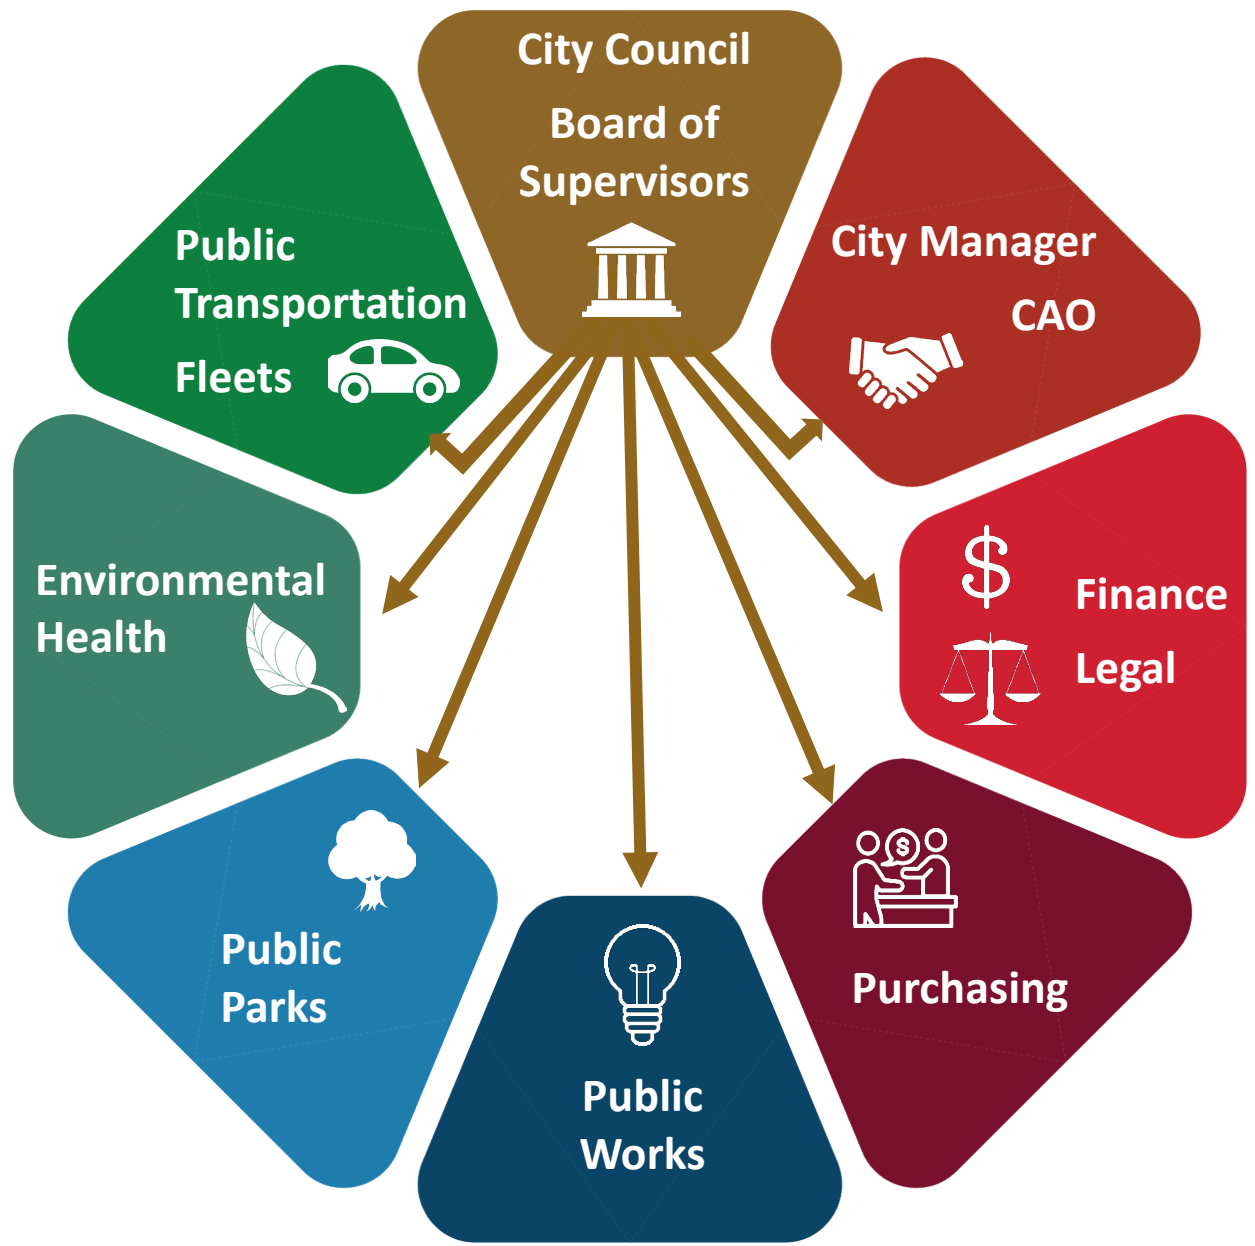 City Council
Board of
Supervisors
City Manager
CAO
Finance
Legal
$
Purchasing
$
Public
Works
Public
Parks
Environmental
Health
Public
Transportation
Fleets